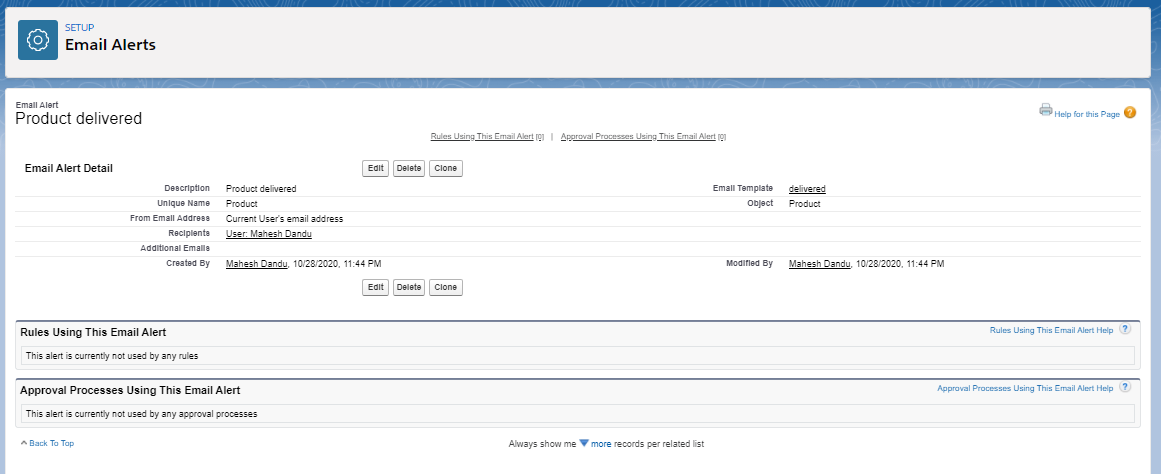 SETUP
Email Alerts
Email Alert
Product delivered
Help for this Page ?
Rules Using This Email Alert [0] | Approval Processes Using This Email Alert [0]
Email Alert Detail Edit Delete Clone
Description Product delivered Email Template delivered
Unique Name Product Object Product
From Email Address Current User's email address
Recipients User: Mahesh Dandu
Additional Emails
Created By Mahesh Dandu, 10/28/2020, 11:44 PM Modified By Mahesh Dandu, 10/28/2020, 11:44 PM
Edit Delete Clone
Rules Using This Email Alert Rules Using This Email Alert Help ?
This alert is currently not used by any rules
Approval Processes Using This Email Alert Approval Processes Using This Email Alert Help ?
This alert is currently not used by any approval processes
Back To Top Always show me more records per related list